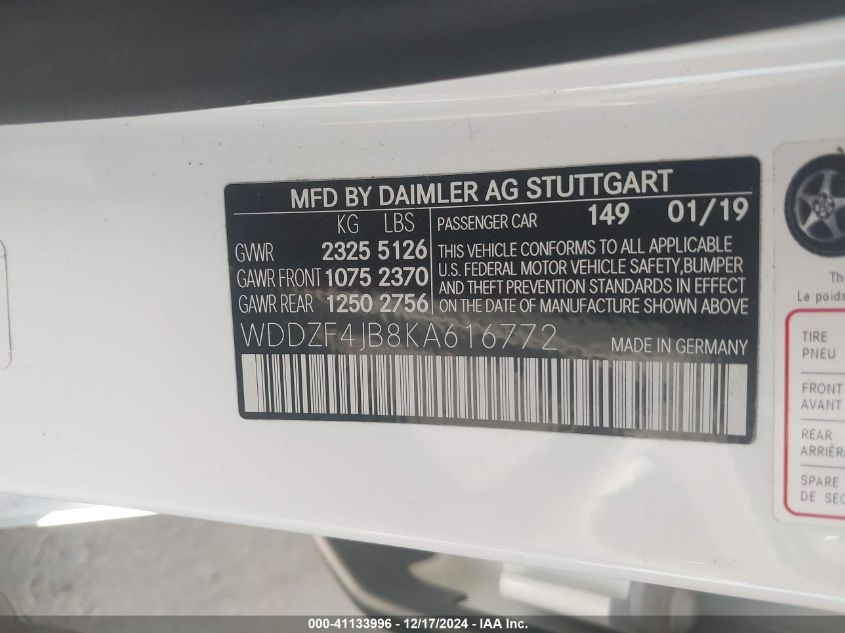 MFD BY DAIMLER AG STUTTGART
KG LBS
GVWR 2325 5126
GAWR FRONT 1075 2370
GAWR REAR 1250 2756
PASSENGER CAR 149 01/19
THIS VEHICLE CONFORMS TO ALL APPLICABLE
U.S. FEDERAL MOTOR VEHICLE SAFETY,BUMPER
AND THEFT PREVENTION STANDARDS IN EFFECT
ON THE DATE OF MANUFACTURE SHOWN ABOVE
WDDZF4JB8KA616772 MADE IN GERMANY
Le poids
TIRE
PNEU
FRONT
AVANT
REAR
ARRIÈRE
SPARE
DE
000-41133996 - 12/17/2024 - IAA Inc.